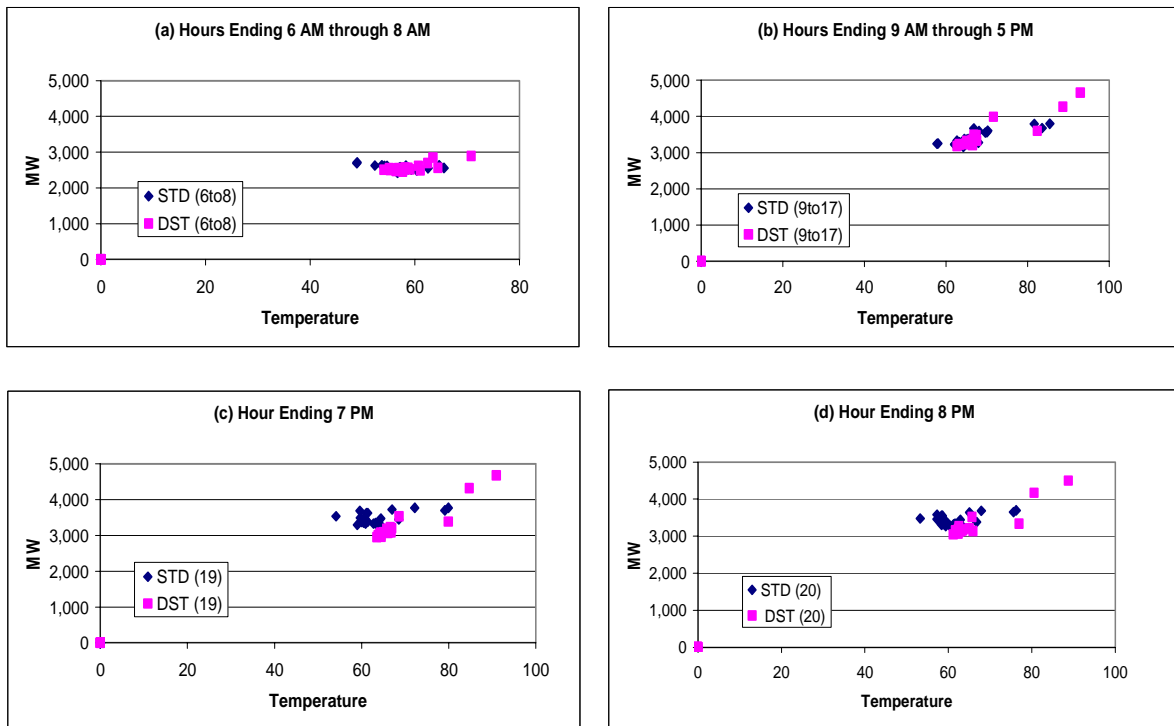 (a) Hours Ending 6 AM through 8 AM
5,000
4,000
3,000
2,000
1,000
0
MW
STD (6to8)
DST (6to8)
0 20 40 60 80
Temperature
(b) Hours Ending 9 AM through 5 PM
5,000
4,000
3,000
2,000
1,000
0
MW
STD (9to17)
DST (9to17)
0 20 40 60 80 100
Temperature
(c) Hour Ending 7 PM
5,000
4,000
3,000
2,000
1,000
0
MW
STD (19)
DST (19)
0 20 40 60 80 100
Temperature
(d) Hour Ending 8 PM
5,000
4,000
3,000
2,000
1,000
0
MW
STD (20)
DST (20)
0 20 40 60 80 100
Temperature